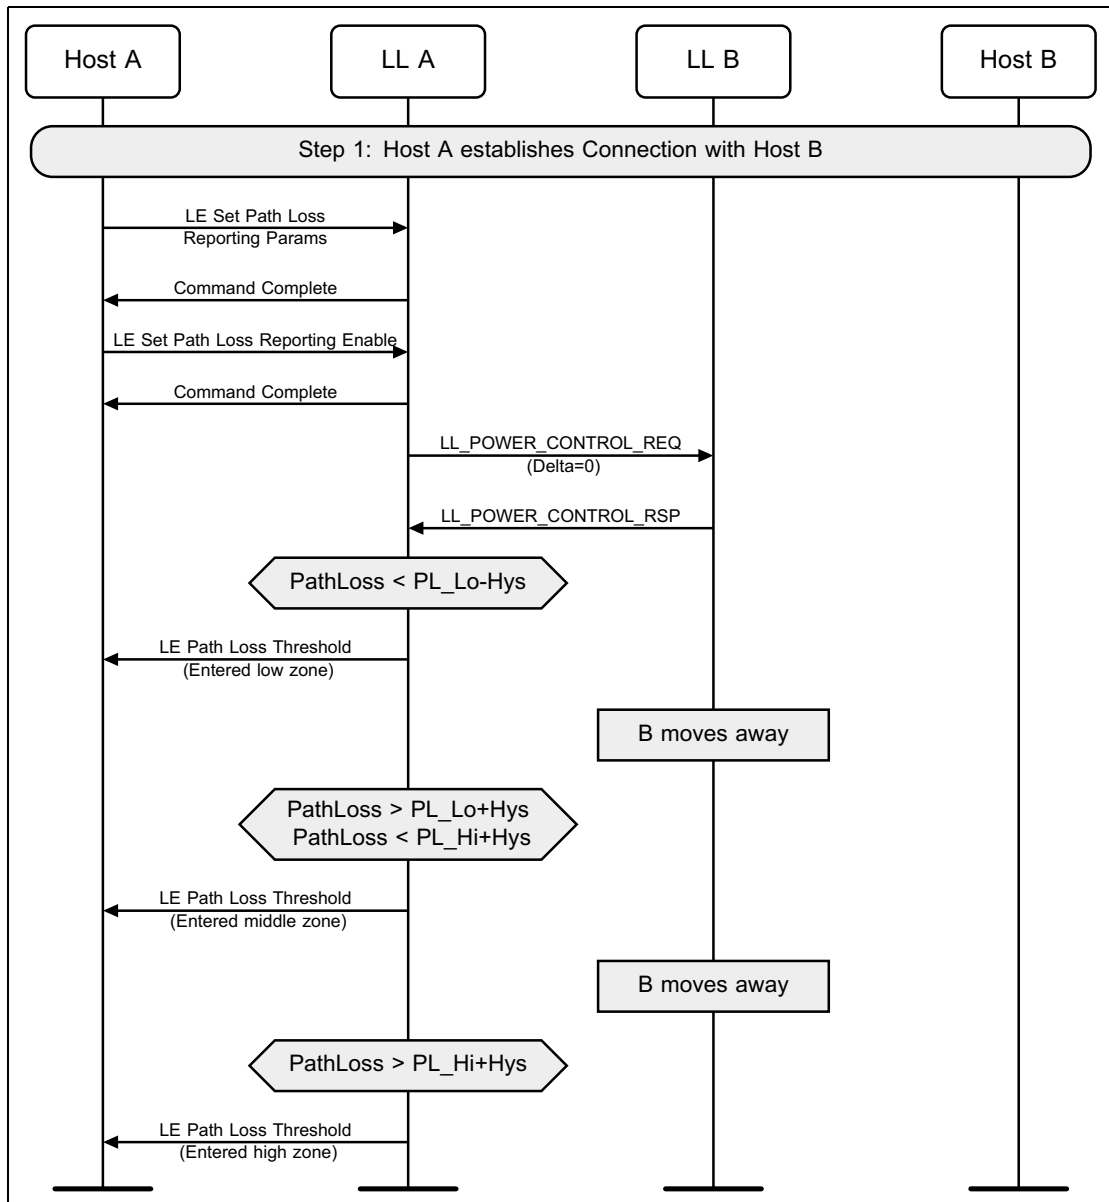 Host A
LL A
LL B
Host B
Step 1: Host A establishes Connection with Host B
LE Set Path Loss
Reporting Params
Command Complete
LE Set Path Loss Reporting Enable
Command Complete
LL_POWER_CONTROL_REQ
(Delta=0)
LL_POWER_CONTROL_RSP
PathLoss < PL_Lo-Hys
LE Path Loss Threshold
(Entered low zone)
B moves away
PathLoss > PL_Lo+Hys
PathLoss < PL_Hi+Hys
LE Path Loss Threshold
(Entered middle zone)
B moves away
PathLoss > PL_Hi+Hys
LE Path Loss Threshold
(Entered high zone)